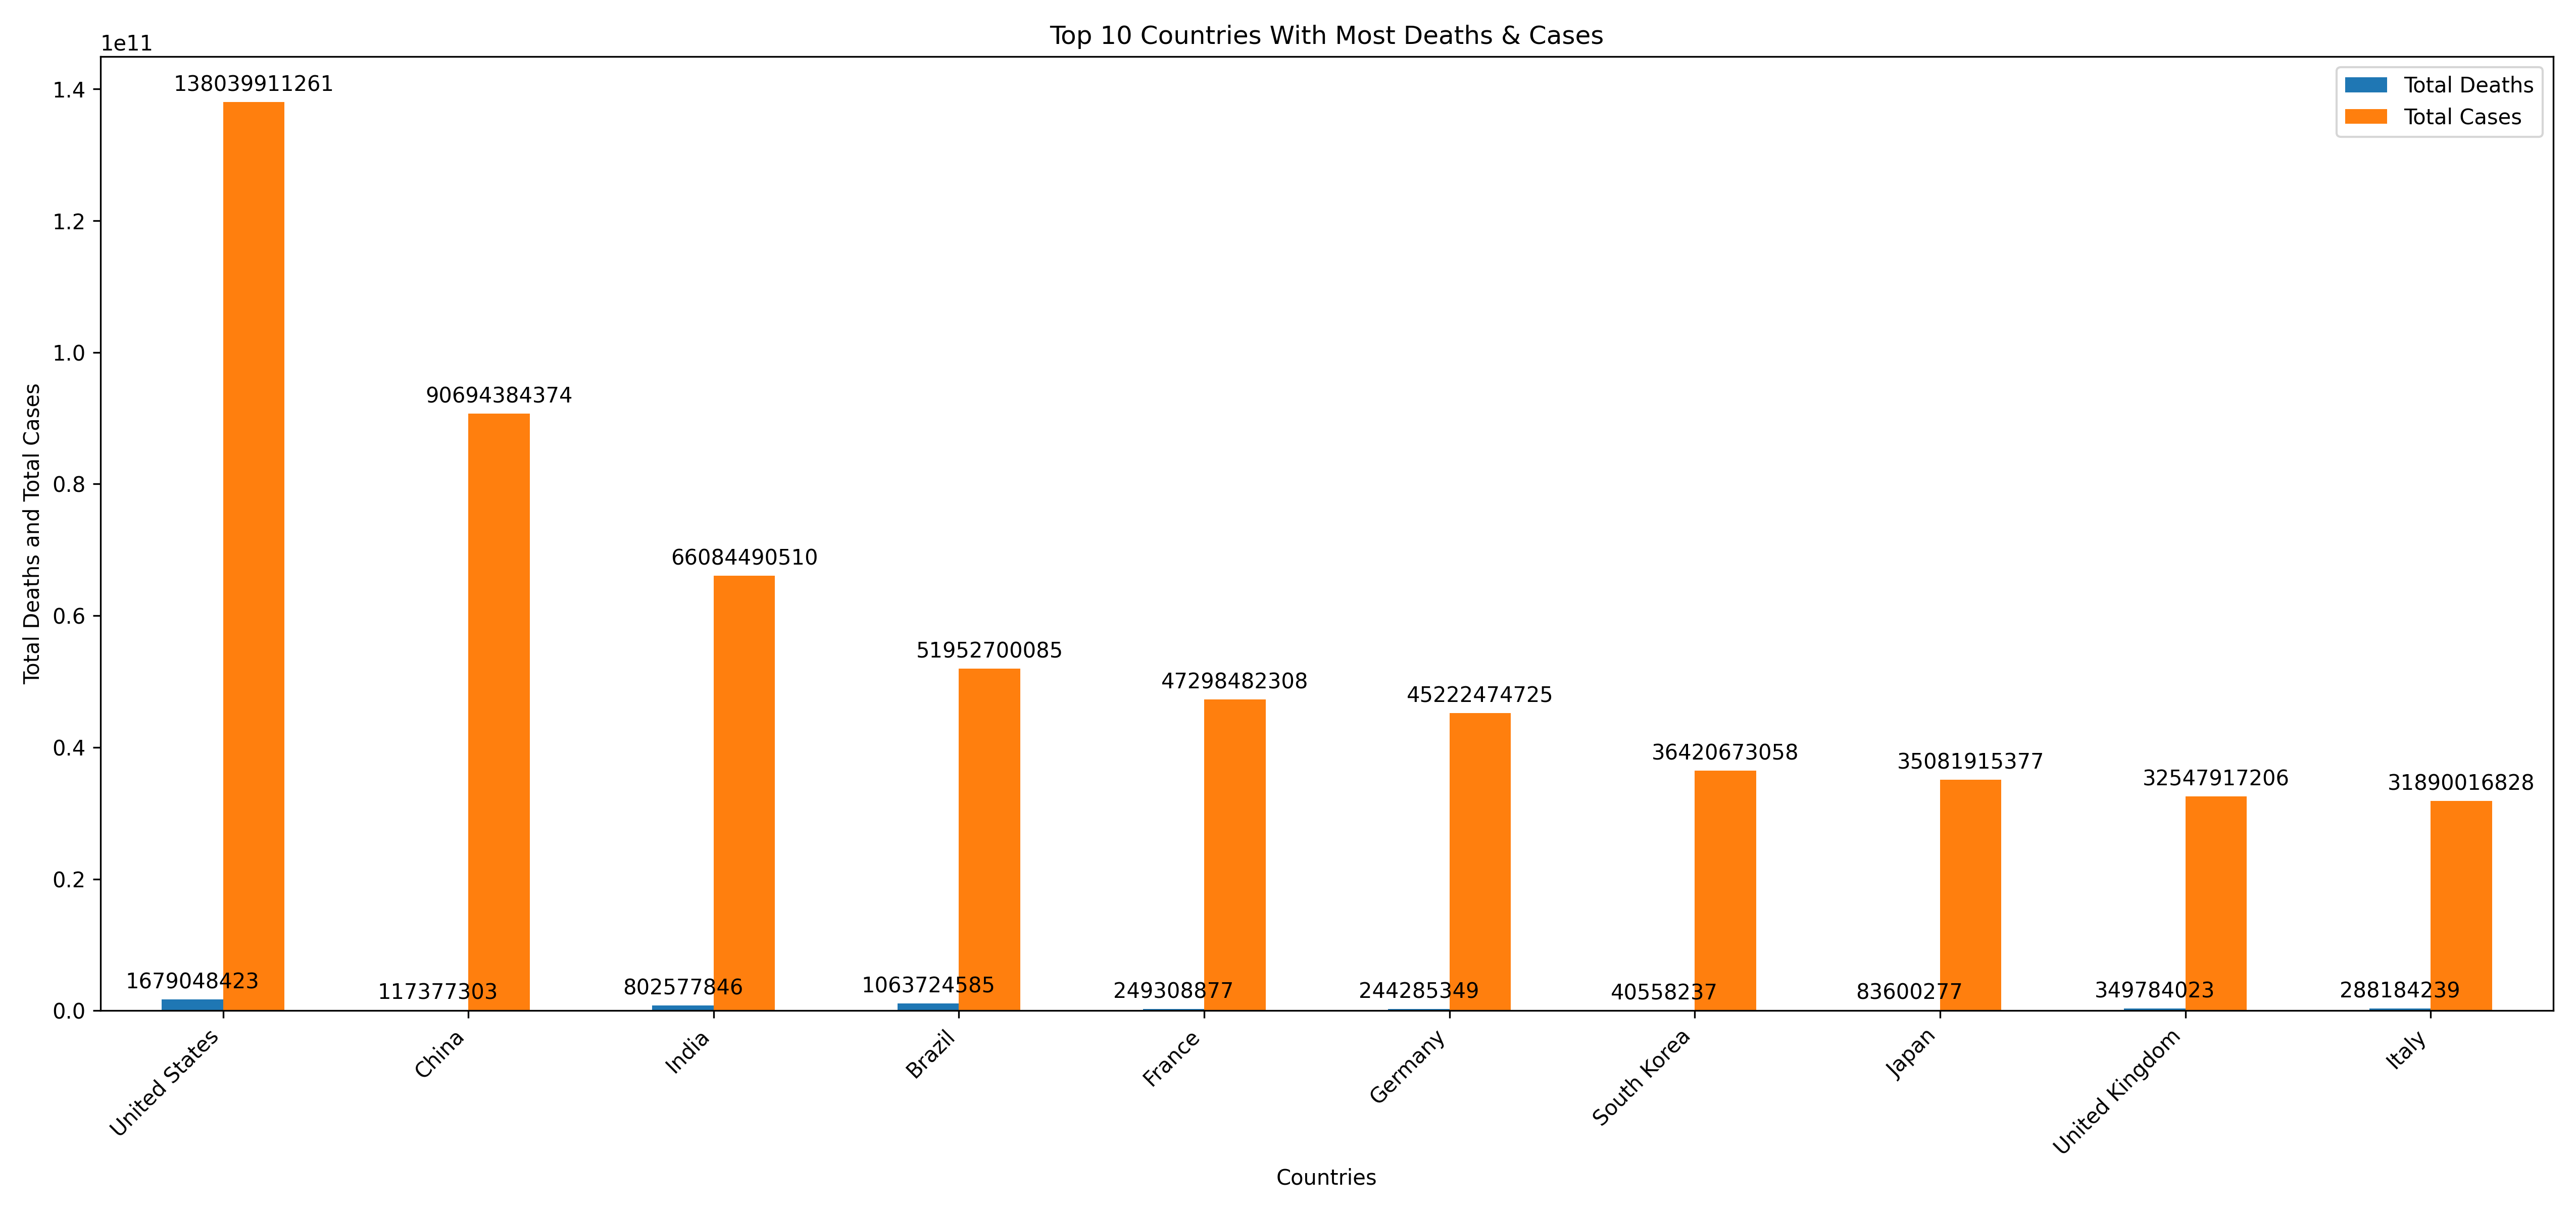 Top 10 Countries With Most Deaths & Cases
1e11
Total Deaths
Total Cases
Total Deaths and Total Cases
1.4
1.2
1.0
0.8
0.6
0.4
0.2
0.0
138039911261
90694384374
66084490510
51952700085
47298482308
45222474725
36420673058
35081915377
32547917206
31890016828
1679048423
117377303
802577846
1063724585
249308877
244285349
40558237
83600277
349784023
288184239
United States
China
India
Brazil
France
Germany
South Korea
Japan
United Kingdom
Italy
Countries